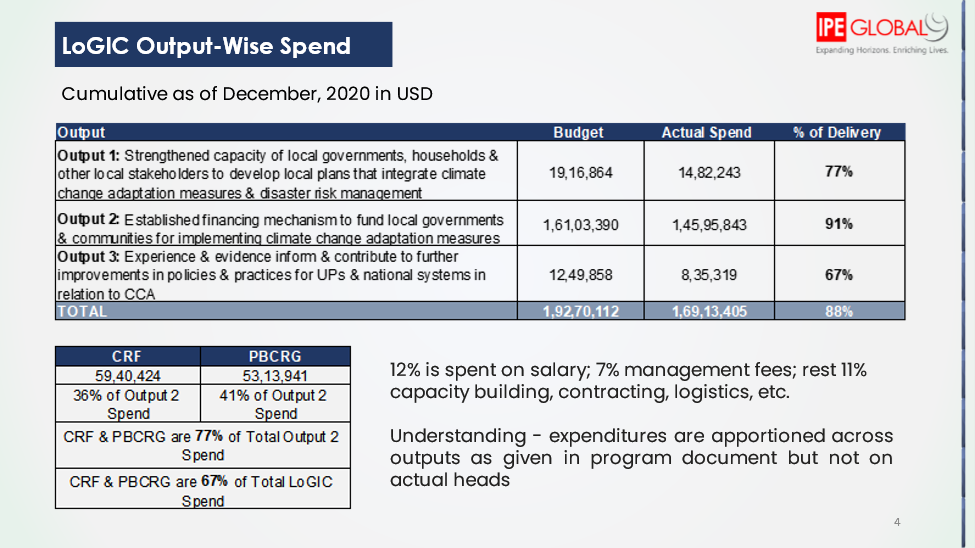 LoGIC Output-Wise Spend
IPE GLOBAL
Expanding Horizons. Enriching Lives.
Cumulative as of December, 2020 in USD
Output Budget Actual Spend % of Delivery
Output 1: Strengthened capacity of local governments, households &
other local stakeholders to develop local plans that integrate climate
change adaptation measures & disaster risk management
19,16,864 14,82,243 77%
Output 2: Established financing mechanism to fund local governments
& communities for implementing climate change adaptation measures
1,61,03,390 1,45,95,843 91%
Output 3: Experience & evidence inform & contribute to further
improvements in policies & practices for UPs & national systems in
relation to CCA
12,49,858 8,35,319 67%
TOTAL 1,92,70,112 1,69,13,405 88%
CRF PBCRG
59,40,424 53,13,941
36% of Output 2
Spend
41% of Output 2
Spend
CRF & PBCRG are 77% of Total Output 2
Spend
CRF & PBCRG are 67% of Total LoGIC
Spend
12% is spent on salary; 7% management fees; rest 11%
capacity building, contracting, logistics, etc.
Understanding - expenditures are apportioned across
outputs as given in program document but not on
actual heads
4